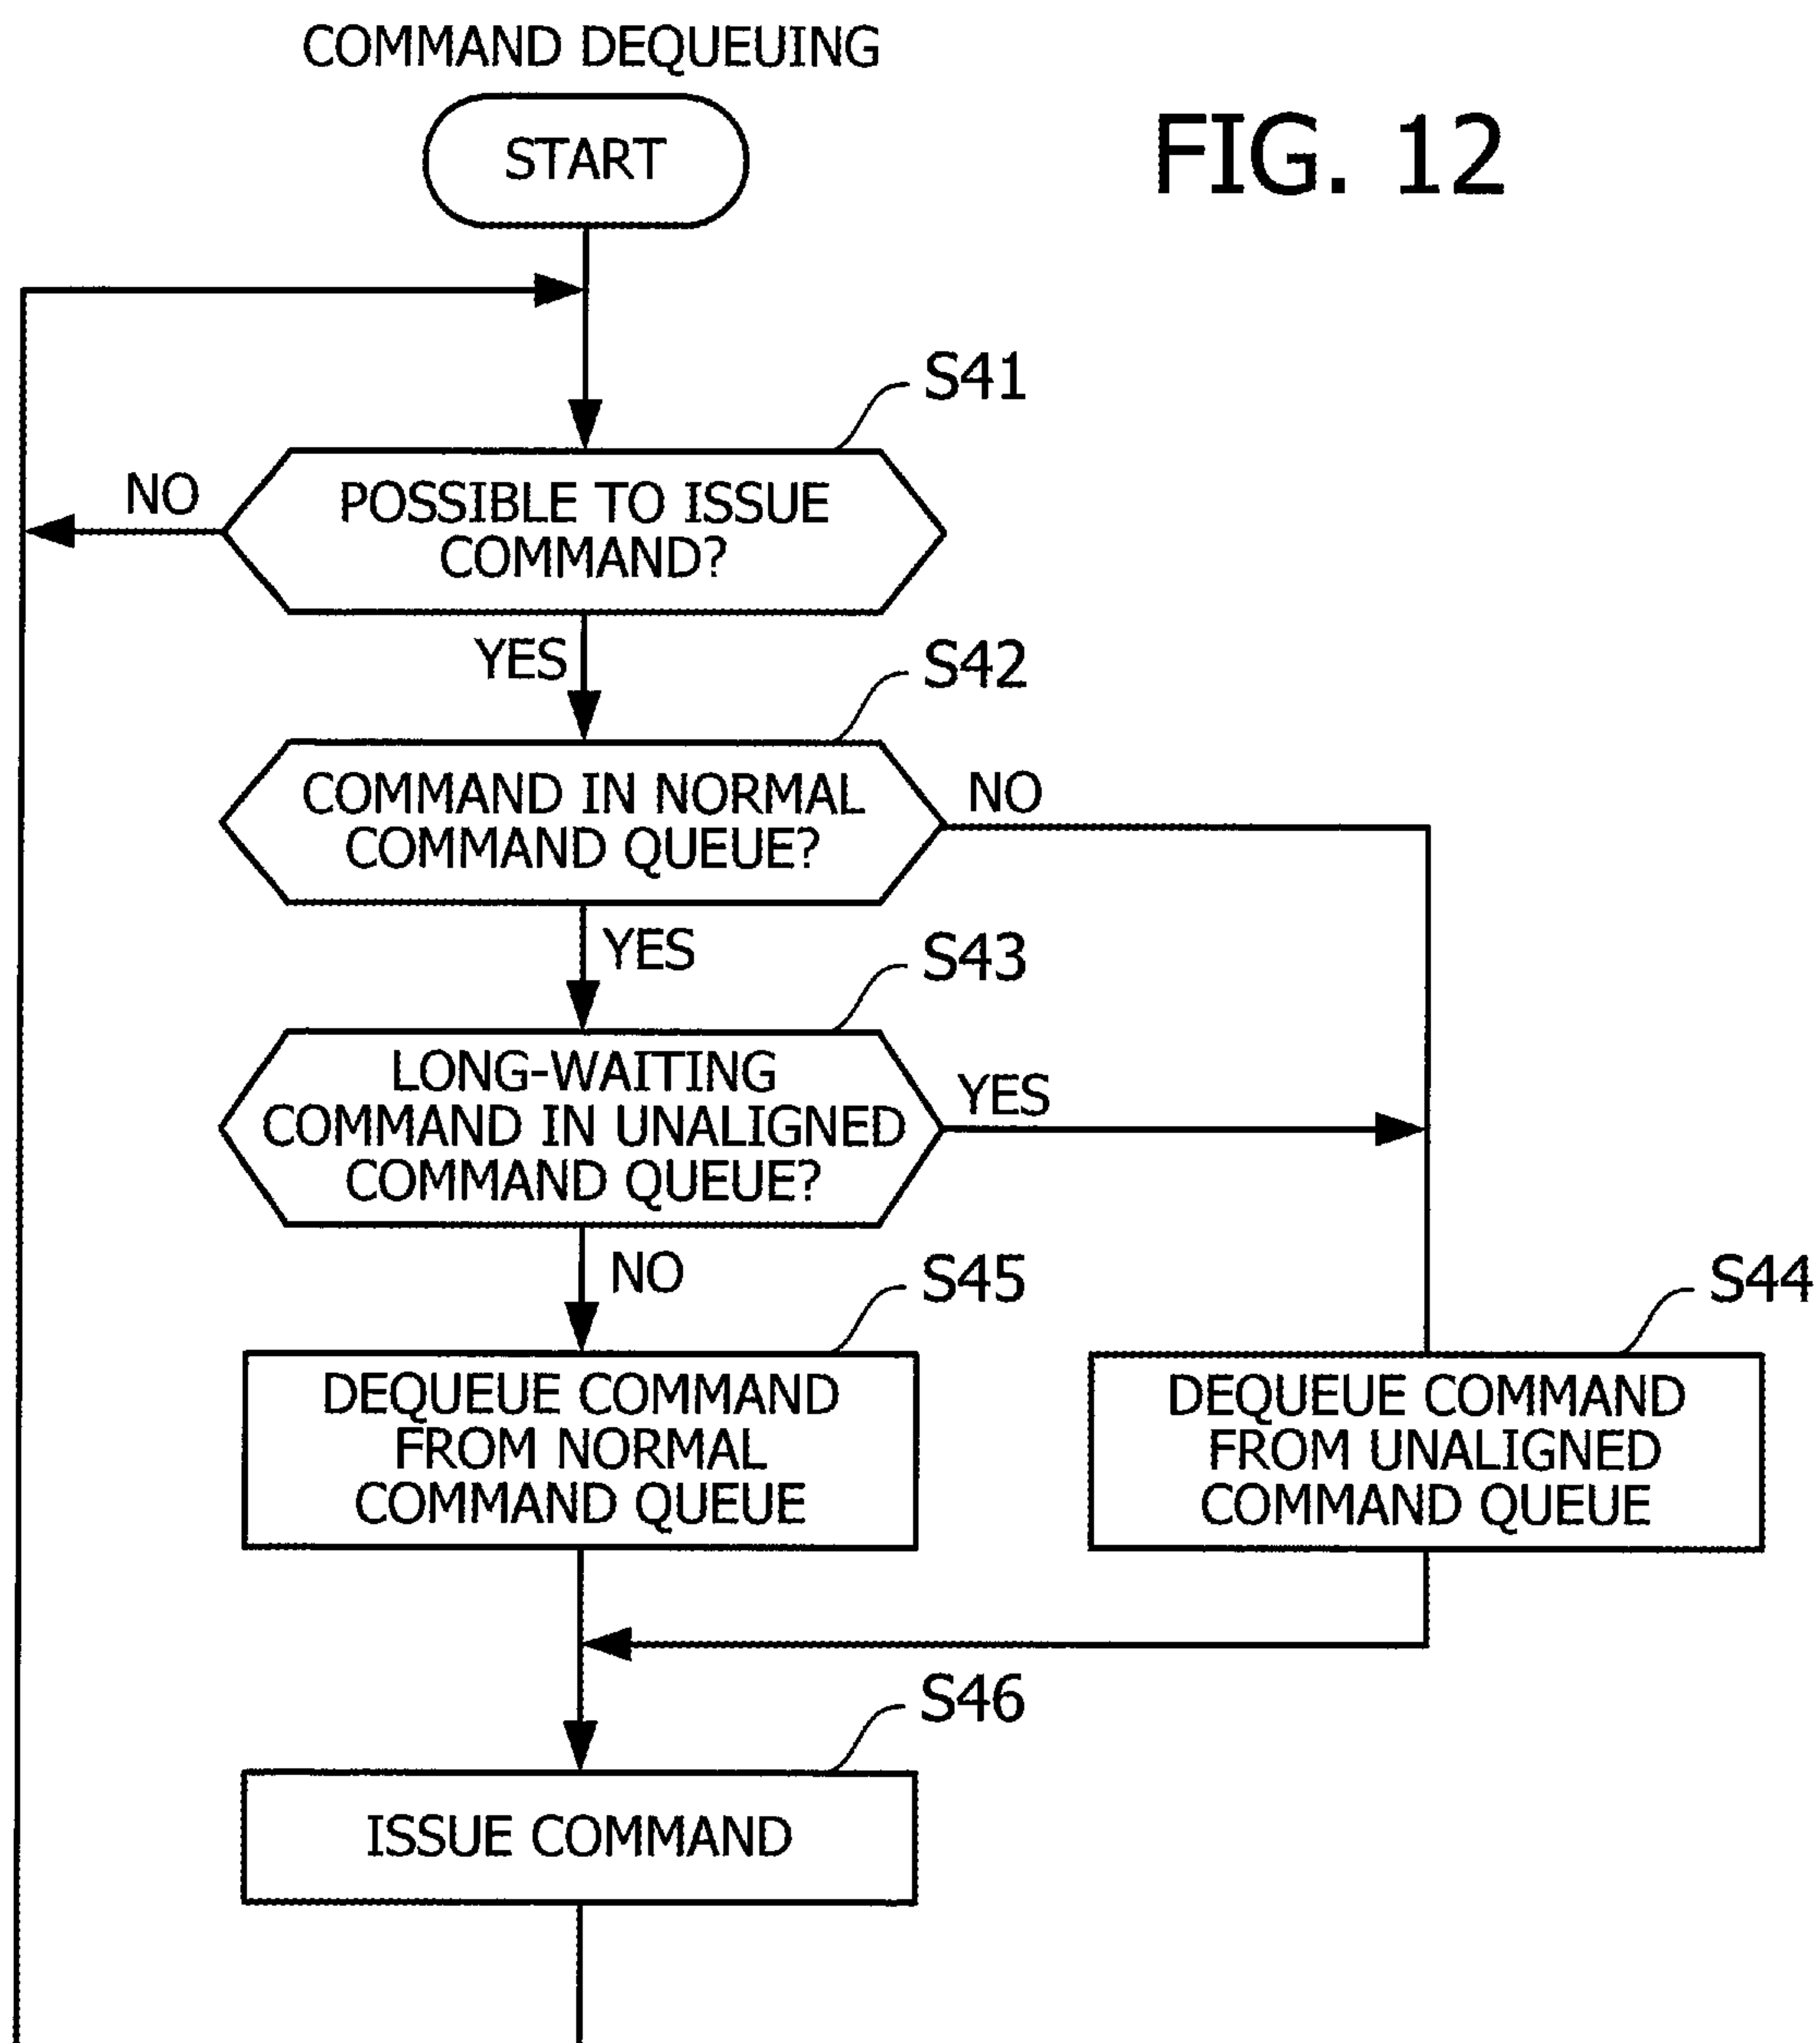 COMMAND DEQUEUING
START
FIG. 12
S41
NO
POSSIBLE TO ISSUE
COMMAND?
YES
S42
COMMAND IN NORMAL
COMMAND QUEUE?
NO
YES
S43
LONG-WAITING
COMMAND IN UNALIGNED
COMMAND QUEUE?
YES
NO
S45
S44
DEQUEUE COMMAND
FROM NORMAL
COMMAND QUEUE
DEQUEUE COMMAND
FROM UNALIGNED
COMMAND QUEUE
S46
ISSUE COMMAND